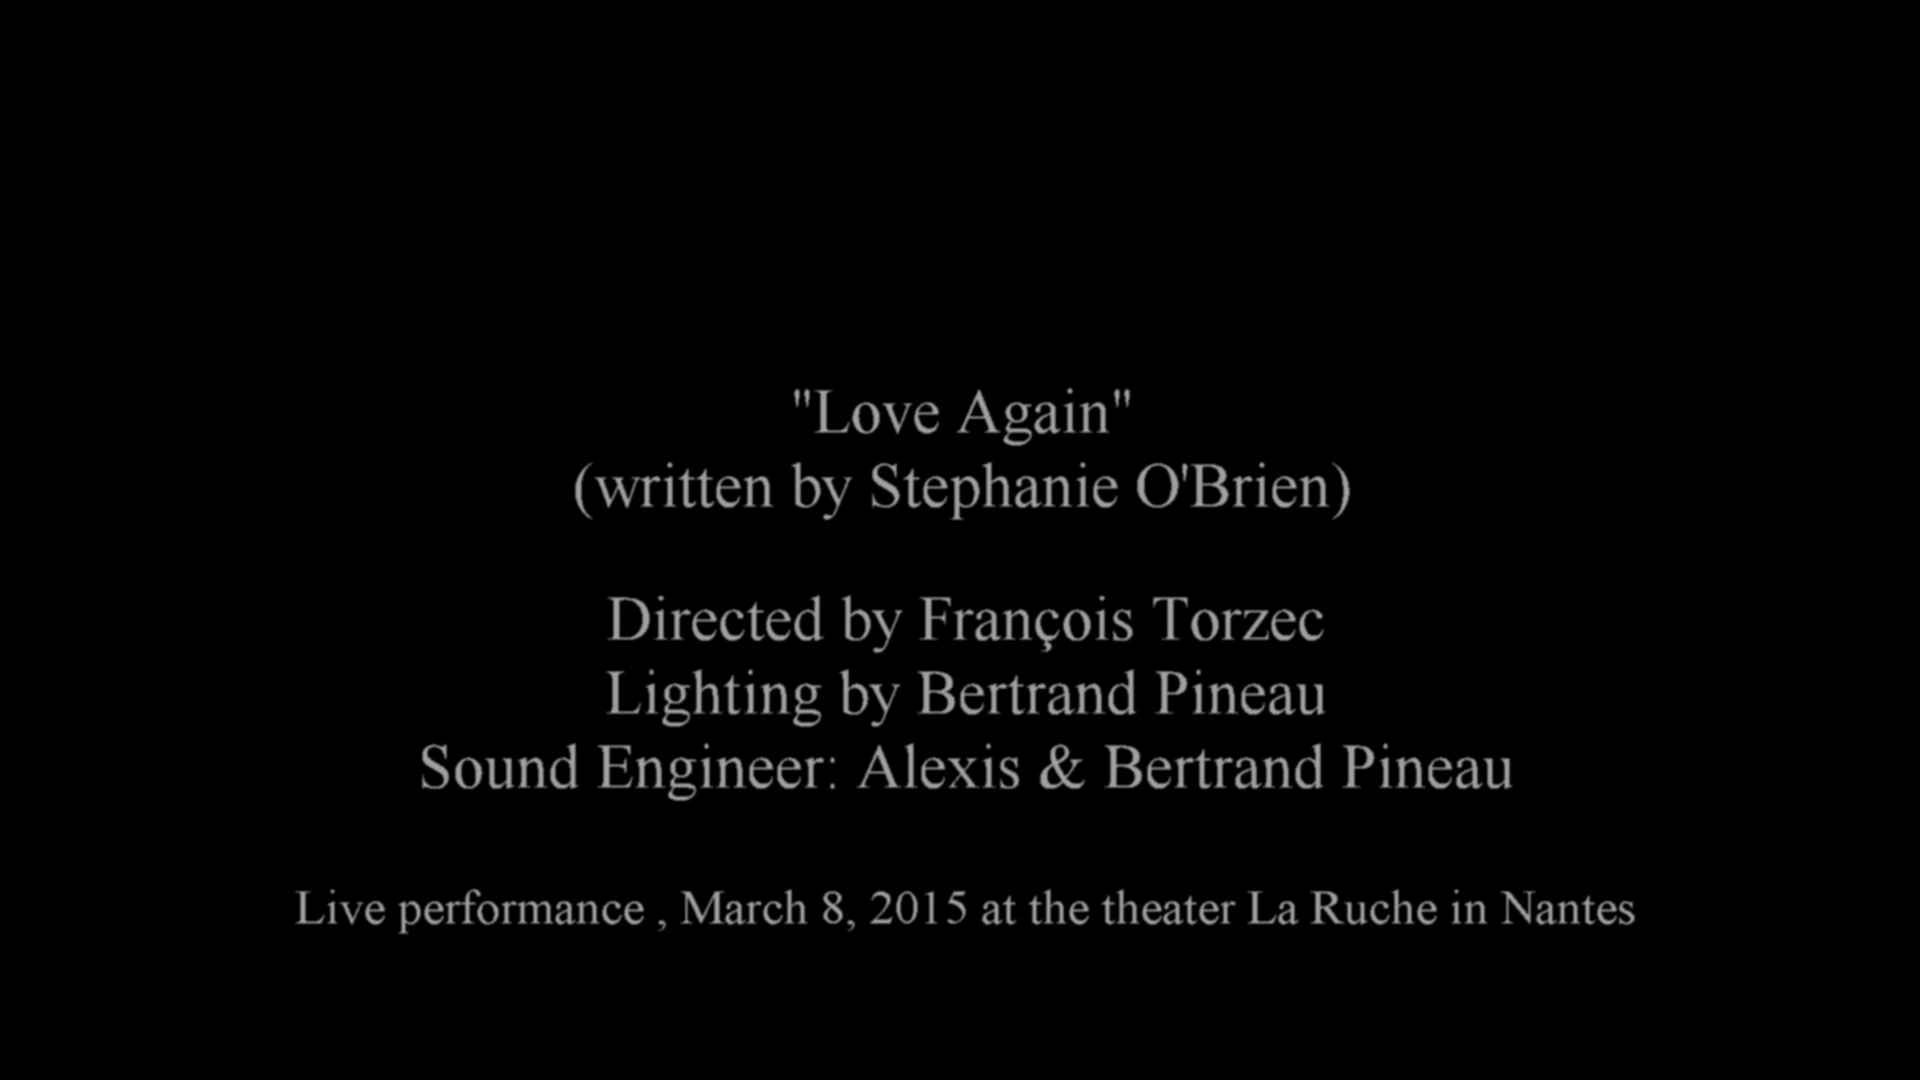 "Love Again"
(written by Stephanie O'Brien)
Directed by François Torzec
Lighting by Bertrand Pineau
Sound Engineer: Alexis & Bertrand Pineau
Live performance , March 8, 2015 at the theater La Ruche in Nantes